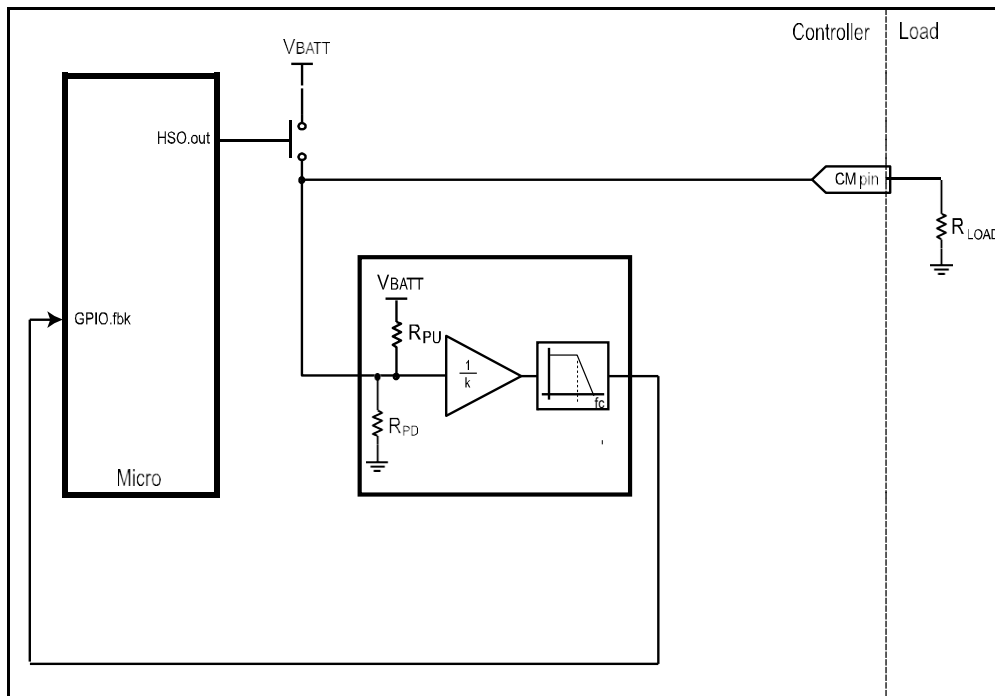 Controller
Load
VBATT
HSO.out
CM pin
RLOAD
VBATT
GPIO.fbk
RPU
1
k
fc
RPD
Micro